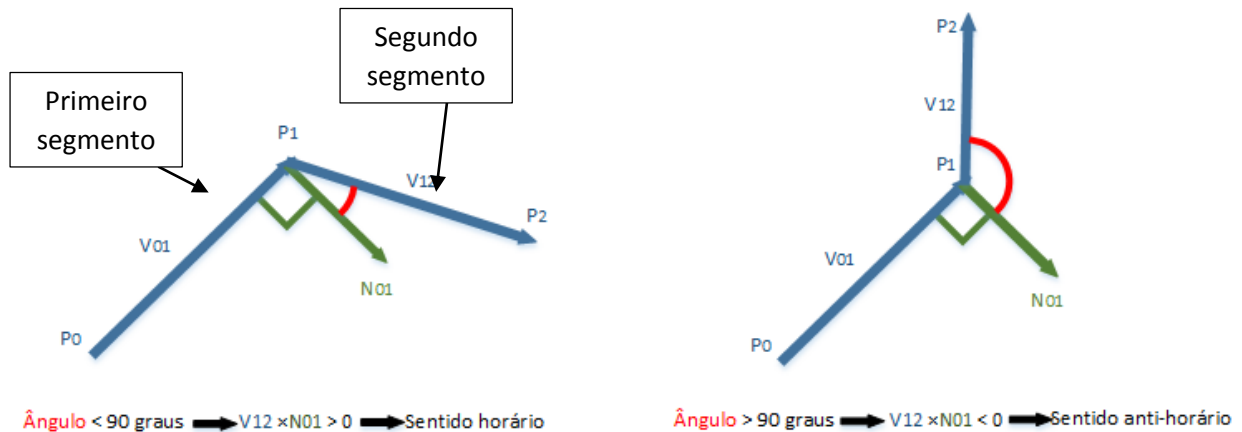 Primeiro
segmento
Segundo
segmento
P1
V12
P2
V01
N01
P0
Ângulo < 90 graus V12 ×N01 > 0 Sentido horário
P2
V12
P1
V01
N01
P0
Ângulo > 90 graus V12 ×N01 < 0 Sentido anti-horário